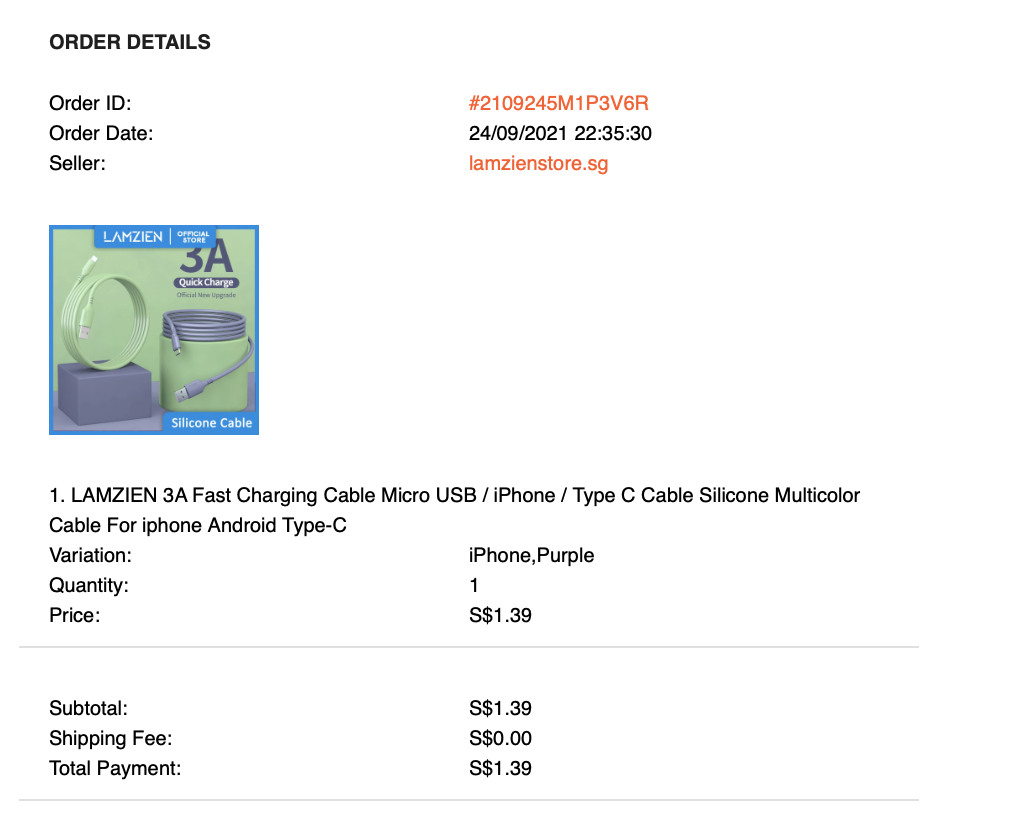 ORDER DETAILS
Order ID: #2109245M1P3V6R
Order Date: 24/09/2021 22:35:30
Seller: lamzienstore.sg
LAMZIEN | OFFICIAL STORE
3A
Quick Charge
Official New Upgrade
Silicone Cable
1. LAMZIEN 3A Fast Charging Cable Micro USB / iPhone / Type C Cable Silicone Multicolor
Cable For iphone Android Type-C
Variation: iPhone,Purple
Quantity: 1
Price: S$1.39
Subtotal: S$1.39
Shipping Fee: S$0.00
Total Payment: S$1.39